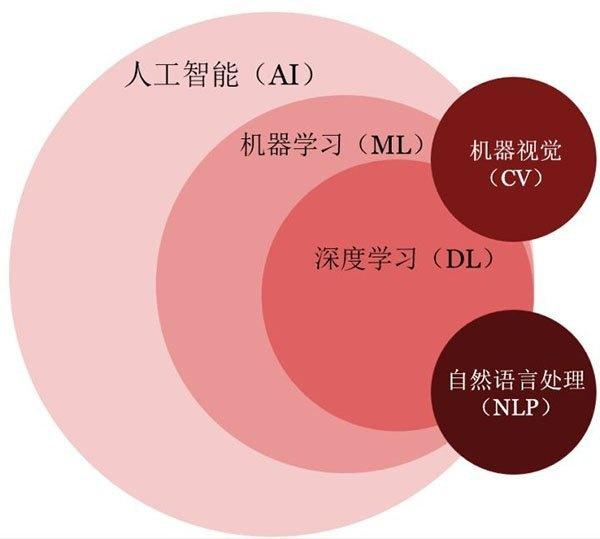 人工智能（AI）
机器学习（ML）
机器视觉
（CV）
深度学习（DL）
自然语言处理
（NLP）